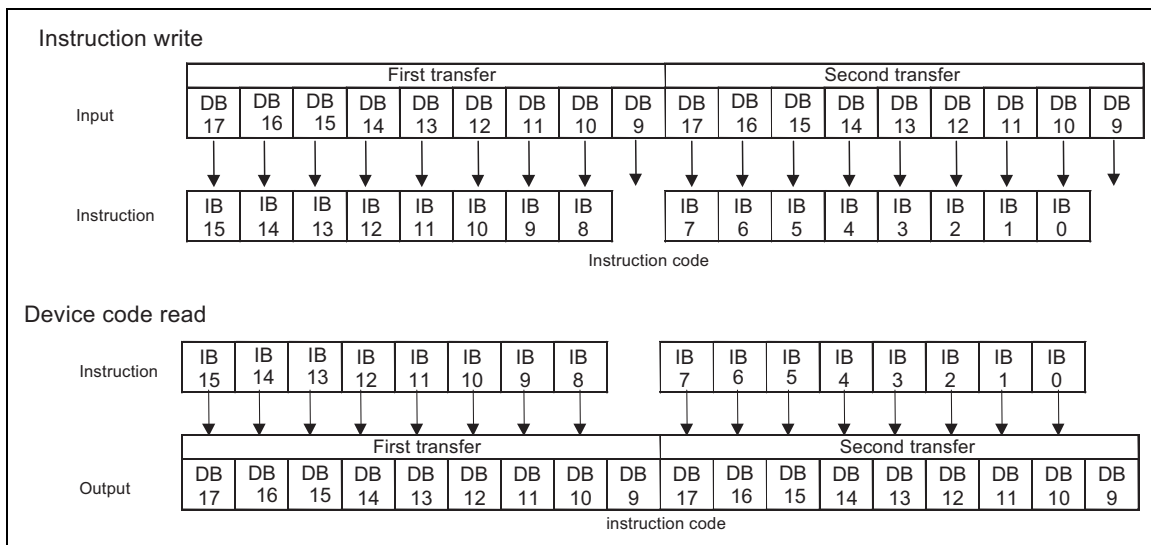 Instruction write
First transfer Second transfer
Input
DB DB DB DB DB DB DB DB DB DB DB DB DB DB DB DB DB DB
17 16 15 14 13 12 11 10 9 17 16 15 14 13 12 11 10 9
Instruction
IB IB IB IB IB IB IB IB IB IB IB IB IB IB IB IB
15 14 13 12 11 10 9 8 7 6 5 4 3 2 1 0
Instruction code
Device code read
Instruction
IB IB IB IB IB IB IB IB IB IB IB IB IB IB IB IB
15 14 13 12 11 10 9 8 7 6 5 4 3 2 1 0
First transfer Second transfer
Output
DB DB DB DB DB DB DB DB DB DB DB DB DB DB DB DB DB DB
17 16 15 14 13 12 11 10 9 17 16 15 14 13 12 11 10 9
instruction code